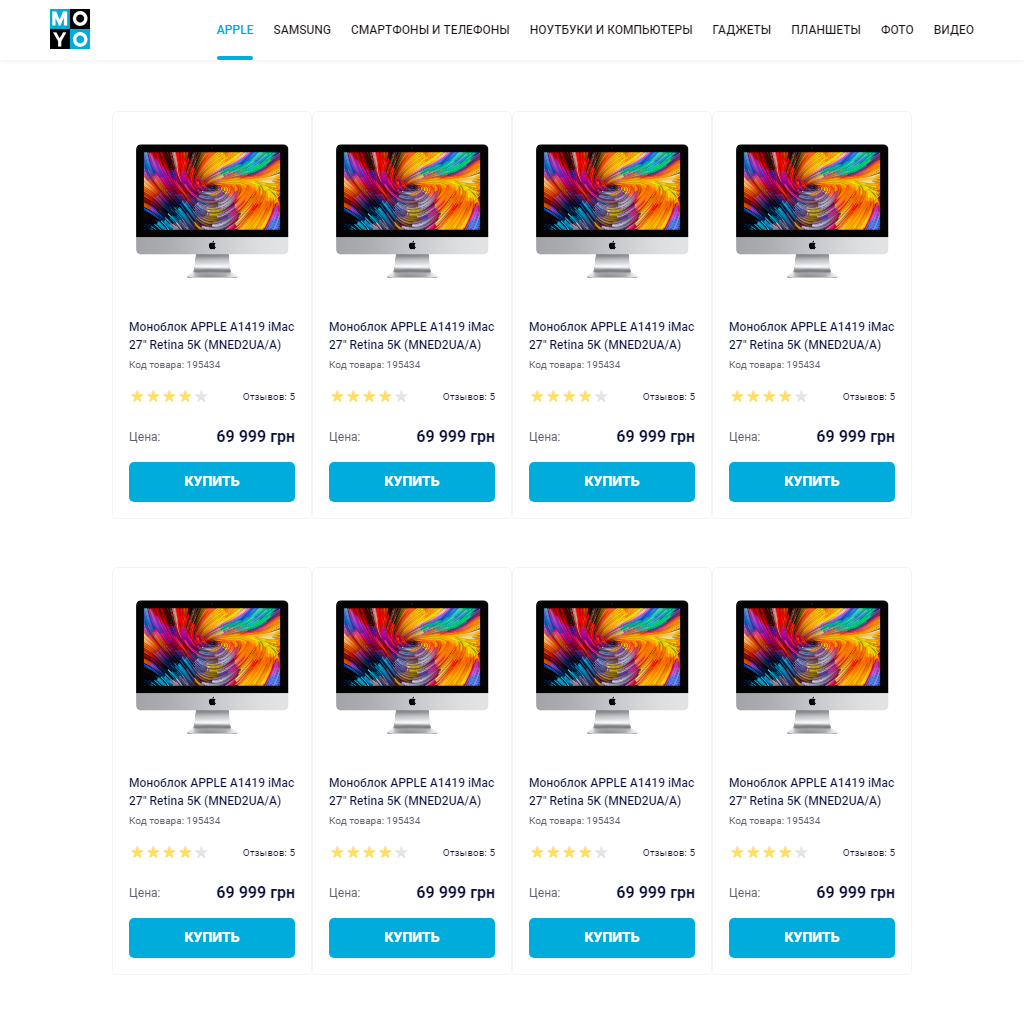 MO
YO
APPLE SAMSUNG СМАРТФОНЫ И ТЕЛЕФОНЫ НОУТБУКИ И КОМПЬЮТЕРЫ ГАДЖЕТЫ ПЛАНШЕТЫ ФОТО ВИДЕО
Моноблок APPLE A1419 iMac
27" Retina 5K (MNED2UA/A)
Код товара: 195434
Отзывов: 5
Цена: 69 999 грн
КУПИТЬ
Моноблок APPLE A1419 iMac
27" Retina 5K (MNED2UA/A)
Код товара: 195434
Отзывов: 5
Цена: 69 999 грн
КУПИТЬ
Моноблок APPLE A1419 iMac
27" Retina 5K (MNED2UA/A)
Код товара: 195434
Отзывов: 5
Цена: 69 999 грн
КУПИТЬ
Моноблок APPLE A1419 iMac
27" Retina 5K (MNED2UA/A)
Код товара: 195434
Отзывов: 5
Цена: 69 999 грн
КУПИТЬ
Моноблок APPLE A1419 iMac
27" Retina 5K (MNED2UA/A)
Код товара: 195434
Отзывов: 5
Цена: 69 999 грн
КУПИТЬ
Моноблок APPLE A1419 iMac
27" Retina 5K (MNED2UA/A)
Код товара: 195434
Отзывов: 5
Цена: 69 999 грн
КУПИТЬ
Моноблок APPLE A1419 iMac
27" Retina 5K (MNED2UA/A)
Код товара: 195434
Отзывов: 5
Цена: 69 999 грн
КУПИТЬ
Моноблок APPLE A1419 iMac
27" Retina 5K (MNED2UA/A)
Код товара: 195434
Отзывов: 5
Цена: 69 999 грн
КУПИТЬ